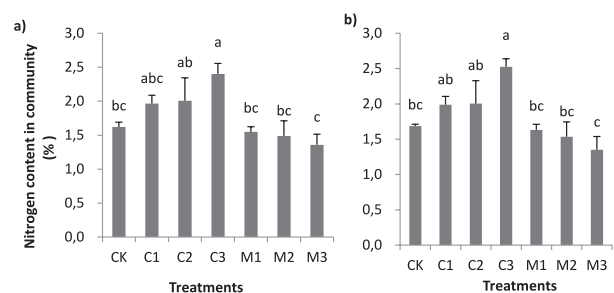 a)
Nitrogen content in community
(%)
3,0
2,5
2,0
1,5
1,0
0,5
0,0
bc
abc
ab
a
bc
bc
c
CK C1 C2 C3 M1 M2 M3
Treatments
b)
3,0
2,5
2,0
1,5
1,0
0,5
0,0
bc
ab
ab
a
bc
bc
c
CK C1 C2 C3 M1 M2 M3
Treatments